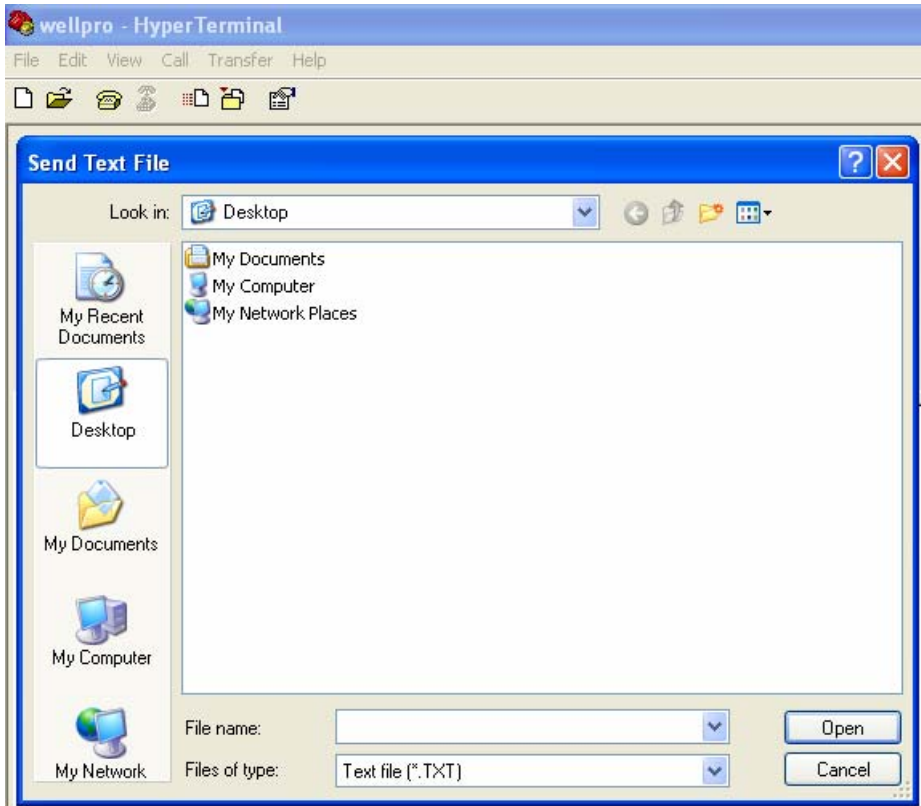 wellpro - HyperTerminal
File Edit View Call Transfer Help
Send Text File
Look in: Desktop
My Documents
My Computer
My Network Places
My Recent
Documents
Desktop
My Documents
My Computer
My Network
File name:
Open
Files of type: Text file (*.TXT)
Cancel